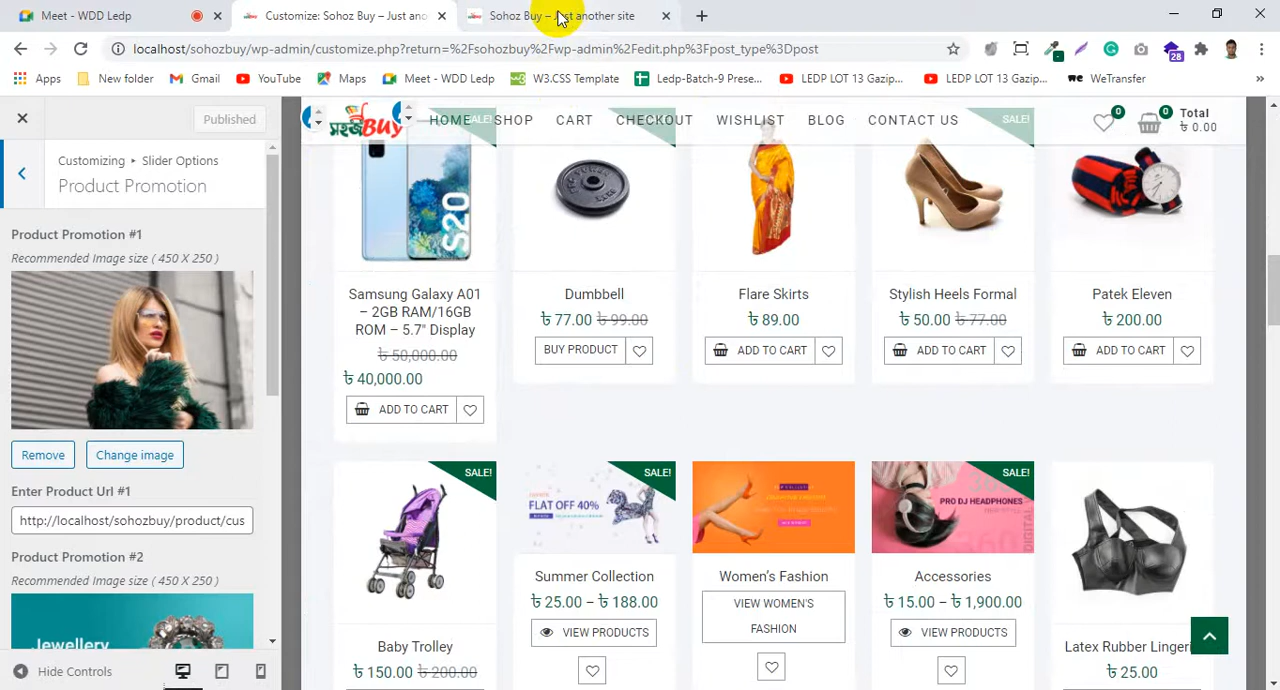 Meet - WDD Ledp
Customize: Sohoz Buy – Just ano
Sohoz Buy – Just another site
localhost/sohozbuy/wp-admin/customize.php?return=%2Fsohozbuy%2Fwp-admin%2Fedit.php%3Fpost_type%3Dpost
28
Apps New folder Gmail YouTube Maps Meet - WDD Ledp W3.CSS Template Ledp-Batch-9 Prese... LEDP LOT 13 Gazip... LEDP LOT 13 Gazip... WeTransfer
Published
Customizing ▸ Slider Options
Product Promotion
Product Promotion #1
Recommended Image size ( 450 X 250 )
Remove Change image
Enter Product Url #1
http://localhost/sohozbuy/product/cus
Product Promotion #2
Recommended Image size ( 450 X 250 )
Jewellery
Hide Controls
সহজBuy
HOME SHOP CART CHECKOUT WISHLIST BLOG CONTACT US
0 0 Total
৳ 0.00
SALE! SALE! SALE! SALE!
S20
Samsung Galaxy A01
– 2GB RAM/16GB
ROM – 5.7" Display
৳ 50,000.00
৳ 40,000.00
ADD TO CART
Dumbbell
৳ 77.00 ৳ 99.00
BUY PRODUCT
Flare Skirts
৳ 89.00
ADD TO CART
Stylish Heels Formal
৳ 50.00 ৳ 77.00
ADD TO CART
Patek Eleven
৳ 200.00
ADD TO CART
SALE!
Baby Trolley
৳ 150.00 ৳ 200.00
SALE!
FLAT OFF 40%
Summer Collection
৳ 25.00 – ৳ 188.00
VIEW PRODUCTS
Women’s Fashion
VIEW WOMEN'S
FASHION
SALE!
PRO DJ HEADPHONES
Accessories
৳ 15.00 – ৳ 1,900.00
VIEW PRODUCTS
Latex Rubber Lingeri
৳ 25.00